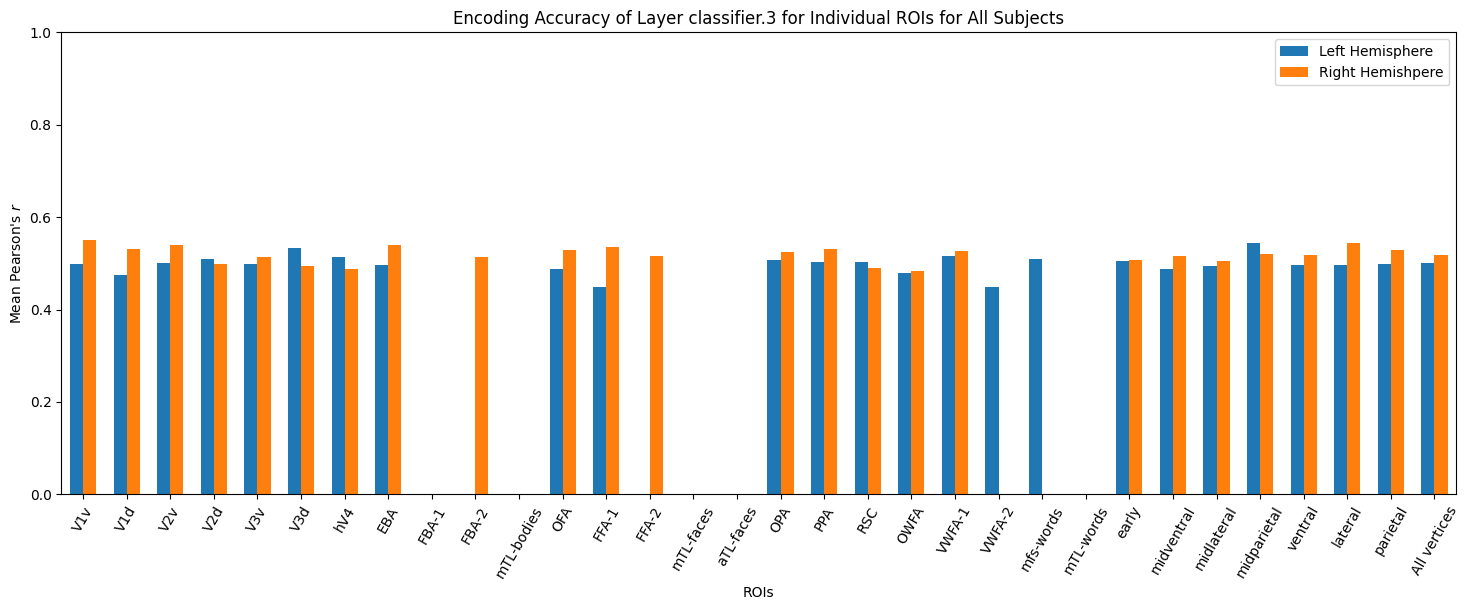 Encoding Accuracy of Layer classifier.3 for Individual ROIs for All Subjects
Left Hemisphere
Right Hemishpere
Mean Pearson's r
1.0
0.8
0.6
0.4
0.2
0.0
V1v
V1d
V2v
V2d
V3v
V3d
hV4
EBA
FBA-1
FBA-2
mTL-bodies
OFA
FFA-1
FFA-2
mTL-faces
aTL-faces
OPA
PPA
RSC
OWFA
VWFA-1
VWFA-2
mfs-words
mTL-words
early
midventral
midlateral
midparietal
ventral
lateral
parietal
All vertices
ROIs